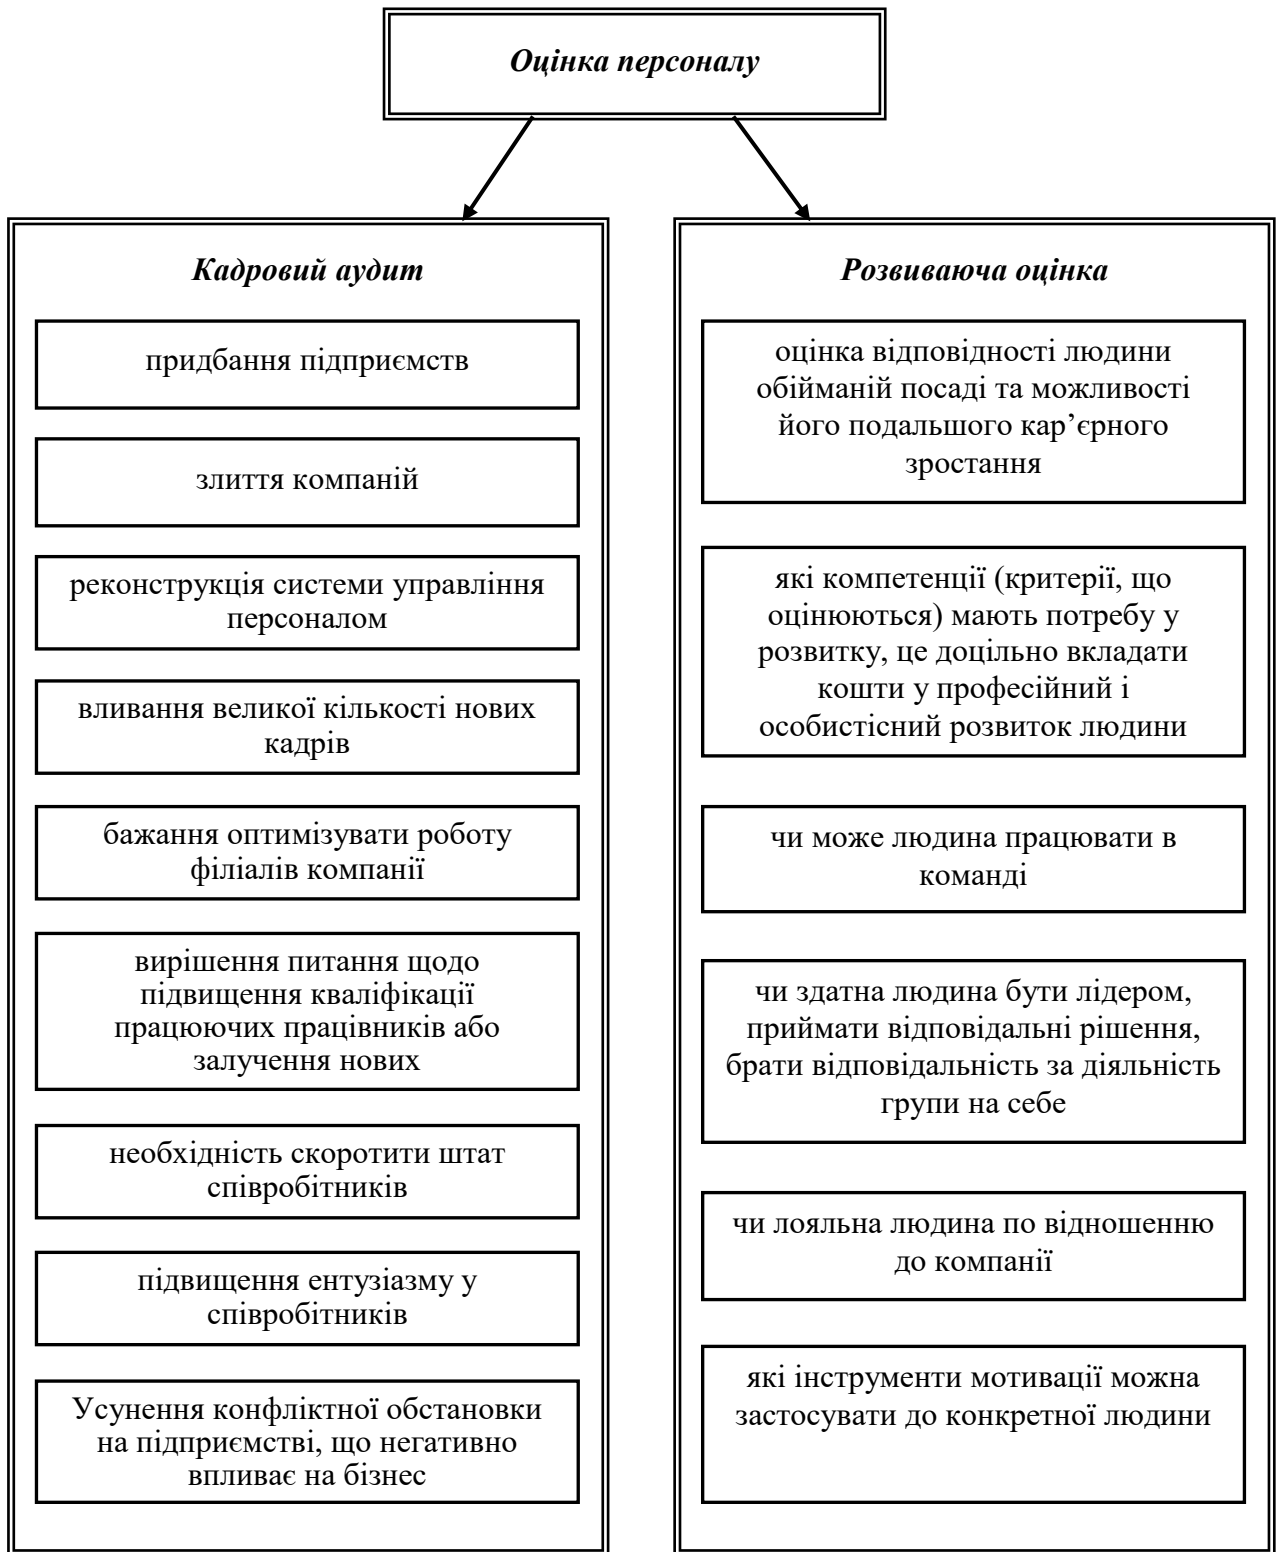 Оцінка персоналу
Кадровий аудит
придбання підприємств
злиття компаній
реконструкція системи управління
персоналом
вливання великої кількості нових
кадрів
бажання оптимізувати роботу
філіалів компанії
вирішення питання щодо
підвищення кваліфікації
працюючих працівників або
залучення нових
необхідність скоротити штат
співробітників
підвищення ентузіазму у
співробітників
Усунення конфліктної обстановки
на підприємстві, що негативно
впливає на бізнес
Розвиваюча оцінка
оцінка відповідності людини
обійманій посаді та можливості
його подальшого кар’єрного
зростання
які компетенції (критерії, що
оцінюються) мають потребу у
розвитку, це доцільно вкладати
кошти у професійний і
особистісний розвиток людини
чи може людина працювати в
команді
чи здатна людина бути лідером,
приймати відповідальні рішення,
брати відповідальність за діяльність
групи на себе
чи лояльна людина по відношенню
до компанії
які інструменти мотивації можна
застосувати до конкретної людини